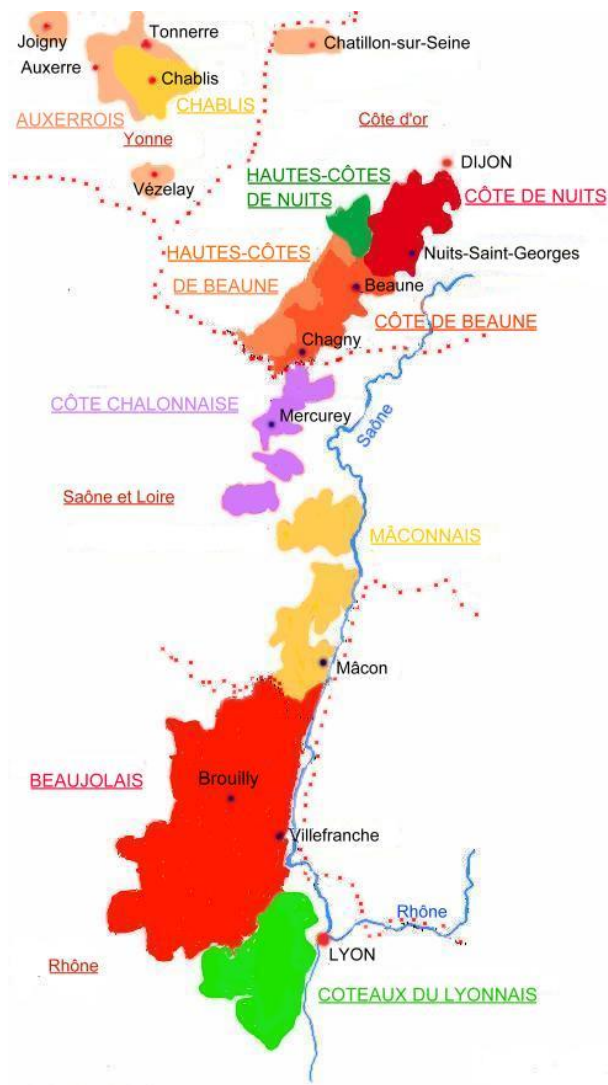 Joigny
Tonnerre
Chatillon-sur-Seine
Auxerre
Chablis
CHABLIS
AUXERROIS
Yonne
Côte d'or
Vézelay
DIJON
HAUTES-CÔTES
DE NUITS
CÔTE DE NUITS
HAUTES-CÔTES
DE BEAUNE
Nuits-Saint-Georges
Beaune
CÔTE DE BEAUNE
Chagny
CÔTE CHALONNAISE
Mercurey
Saône
Saône et Loire
MÂCONNAIS
Mâcon
BEAUJOLAIS
Brouilly
Villefranche
Rhône
LYON
Rhône
COTEAUX DU LYONNAIS